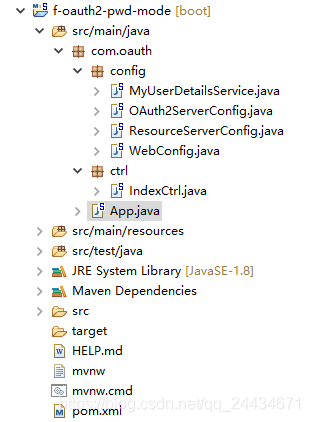 f-oauth2-pwd-mode [boot]
src/main/java
com.oauth
config
MyUserDetailsService.java
OAuth2ServerConfig.java
ResourceServerConfig.java
WebConfig.java
ctrl
IndexCtrl.java
App.java
src/main/resources
src/test/java
JRE System Library [JavaSE-1.8]
Maven Dependencies
src
target
HELP.md
mvnw
mvnw.cmd
pom.xml
https://blog.csdn.net/qq_24434671